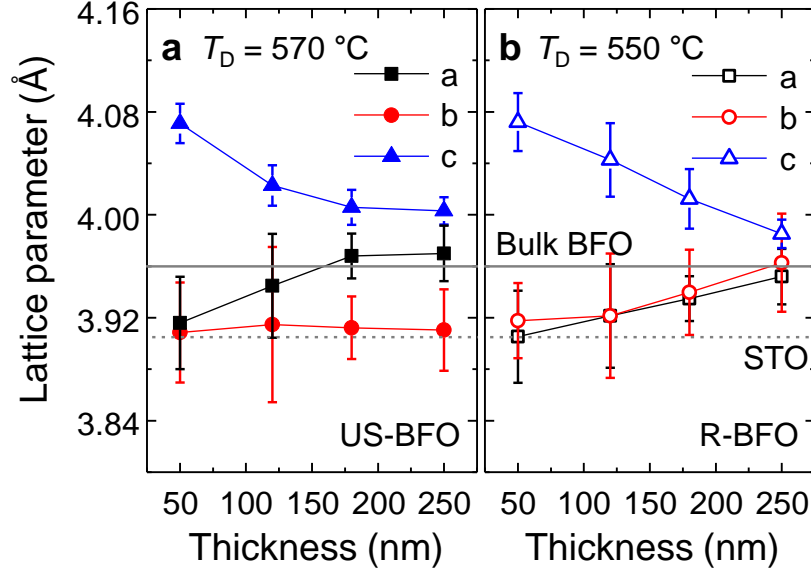 a T_D = 570 °C
a
b
c
US-BFO
b T_D = 550 °C
a
b
c
Bulk BFO
STO
R-BFO
4.16
4.08
4.00
3.92
3.84
Lattice parameter (Å)
50 100 150 200 250
50 100 150 200 250
Thickness (nm)
Thickness (nm)